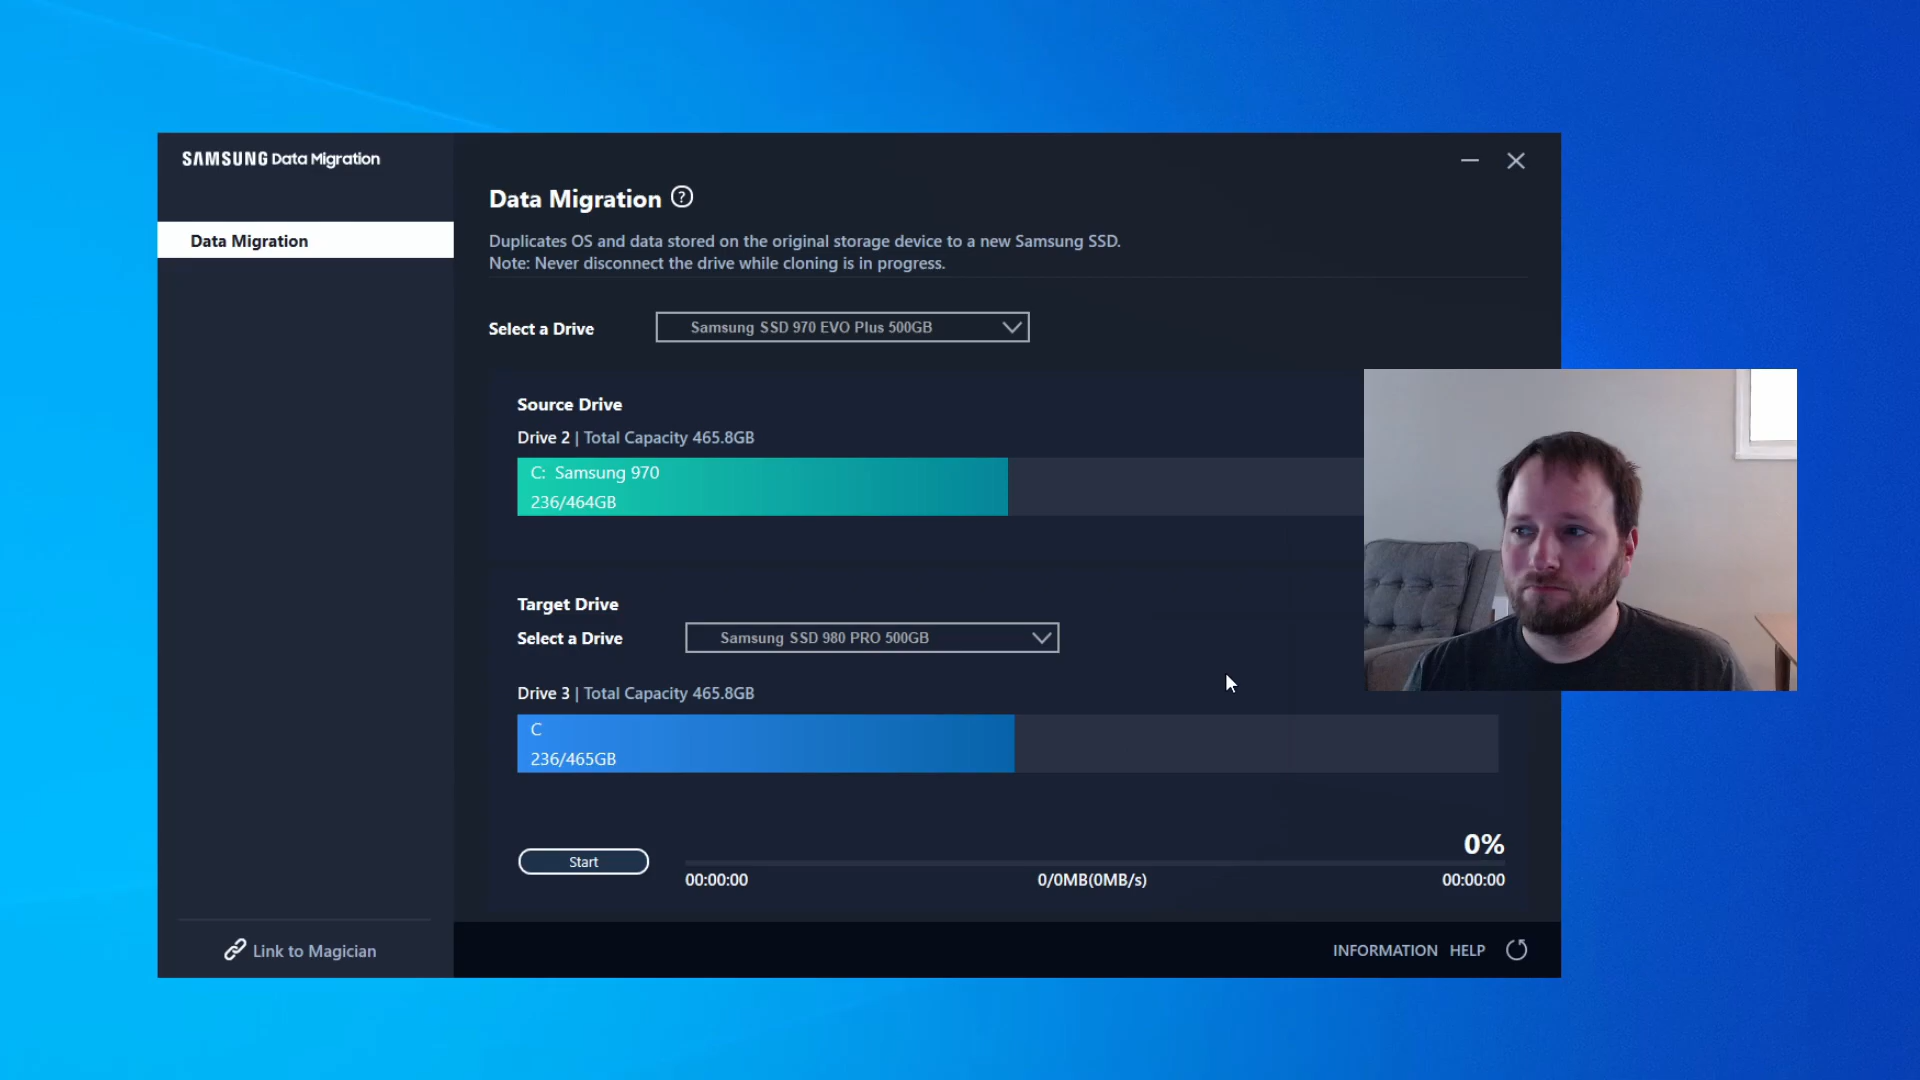 SAMSUNG Data Migration
Data Migration
Data Migration ?
Duplicates OS and data stored on the original storage device to a new Samsung SSD.
Note: Never disconnect the drive while cloning is in progress.
Select a Drive
Samsung SSD 970 EVO Plus 500GB
Source Drive
Drive 2 | Total Capacity 465.8GB
C: Samsung 970
236/464GB
Target Drive
Select a Drive
Samsung SSD 980 PRO 500GB
Drive 3 | Total Capacity 465.8GB
C
236/465GB
0%
Start
00:00:00
0/0MB(0MB/s)
00:00:00
Link to Magician
INFORMATION
HELP